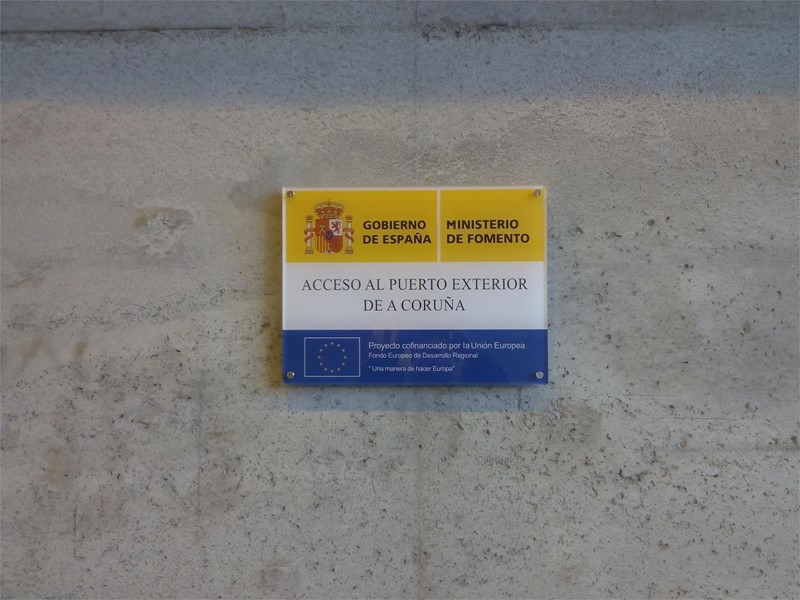 GOBIERNO
DE ESPAÑA
MINISTERIO
DE FOMENTO
ACCESO AL PUERTO EXTERIOR
DE A CORUÑA
Proyecto cofinanciado por la Unión Europea
Fondo Europeo de Desarrollo Regional
"Una manera de hacer Europa"